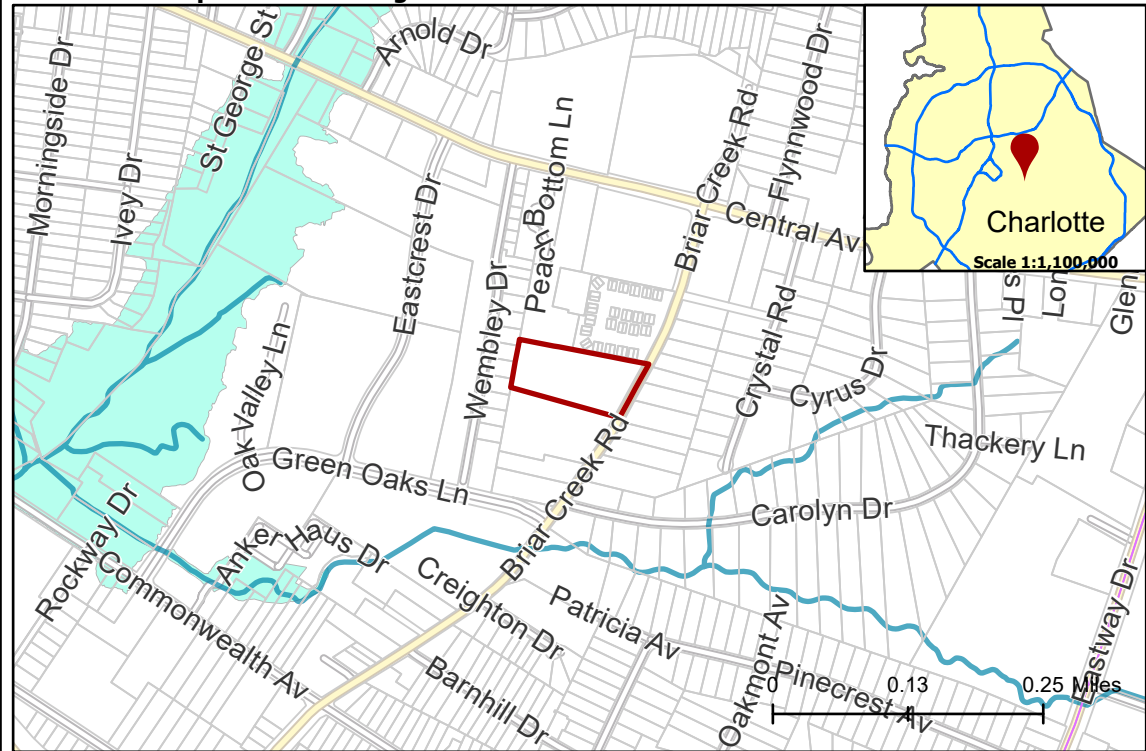 Arnold Dr
St George St
Morningside Dr
Ivey Dr
Peach Bottom Ln
Briar Creek Rd
Flynnwood Dr
Central Av
Charlotte
Scale 1:1,100,000
Eastcrest Dr
Wembley Dr
Oak Valley Ln
Crystal Rd
Cyrus Dr
s Pl
Lon
Glen
Thackery Ln
Green Oaks Ln
Carolyn Dr
Briar Creek Rd
Rockway Dr
Anker Haus Dr
Commonwealth Av
Creighton Dr
Patricia Av
Barnhill Dr
Oakmont Av
Pinecrest Av
Eastway Dr
0 0.13 0.25 Miles